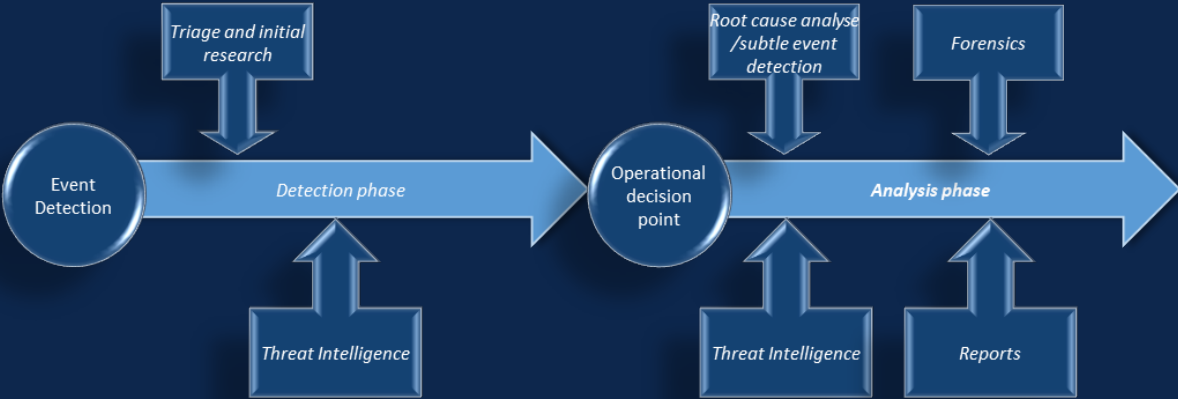 Triage and initial
research
Root cause analyse
/subtle event
detection
Forensics
Event
Detection
Detection phase
Operational
decision
point
Analysis phase
Threat Intelligence
Threat Intelligence
Reports